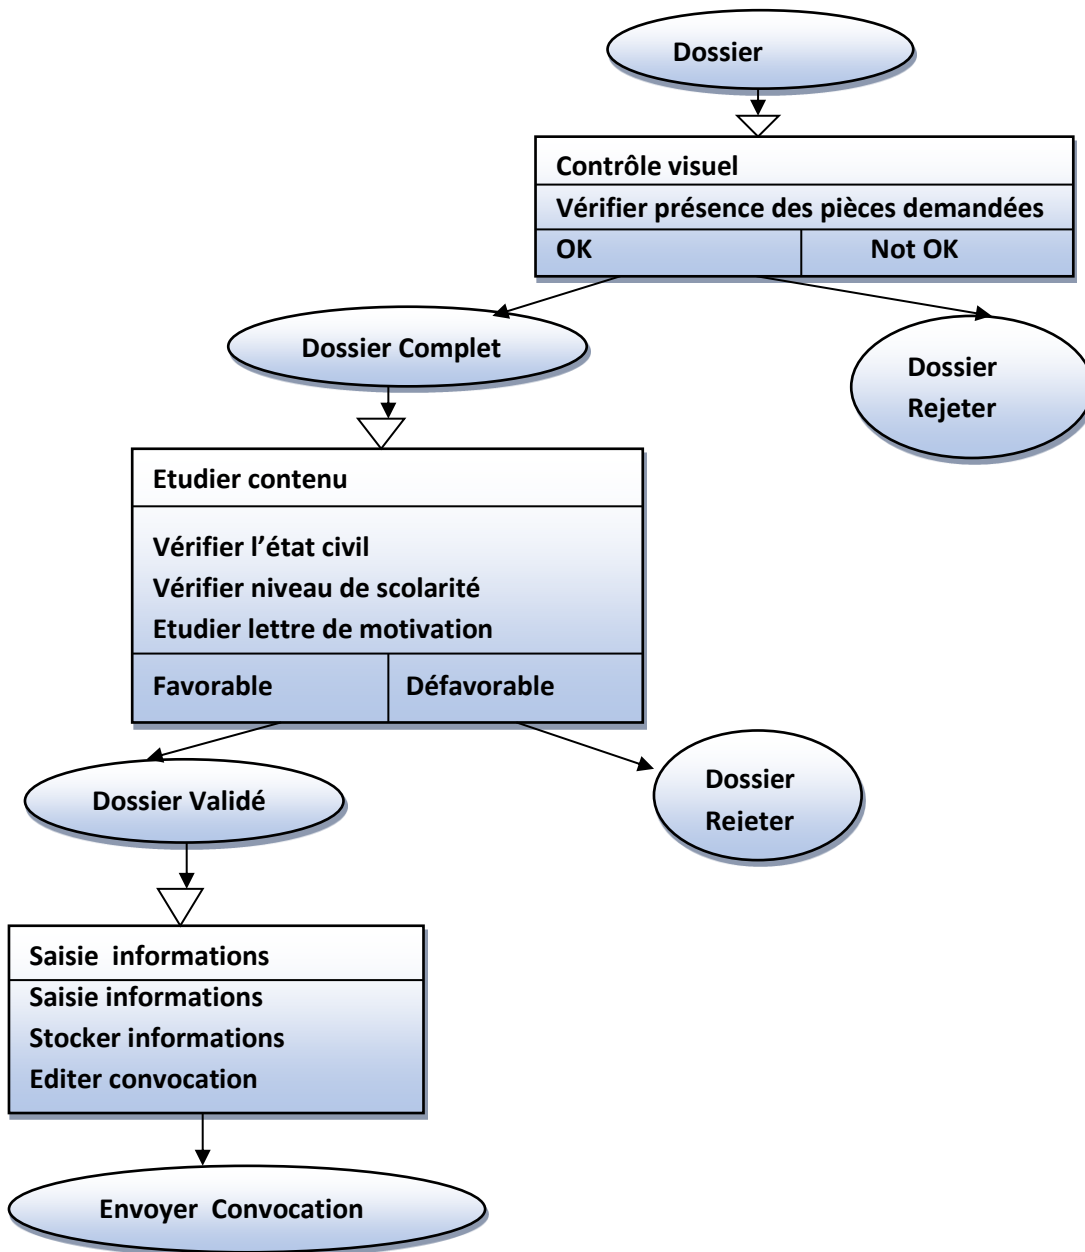 Dossier
Contrôle visuel
Vérifier présence des pièces demandées
OK
Not OK
Dossier Complet
Dossier
Rejeter
Etudier contenu
Vérifier l’état civil
Vérifier niveau de scolarité
Etudier lettre de motivation
Favorable
Défavorable
Dossier Validé
Dossier
Rejeter
Saisie informations
Saisie informations
Stocker informations
Editer convocation
Envoyer Convocation